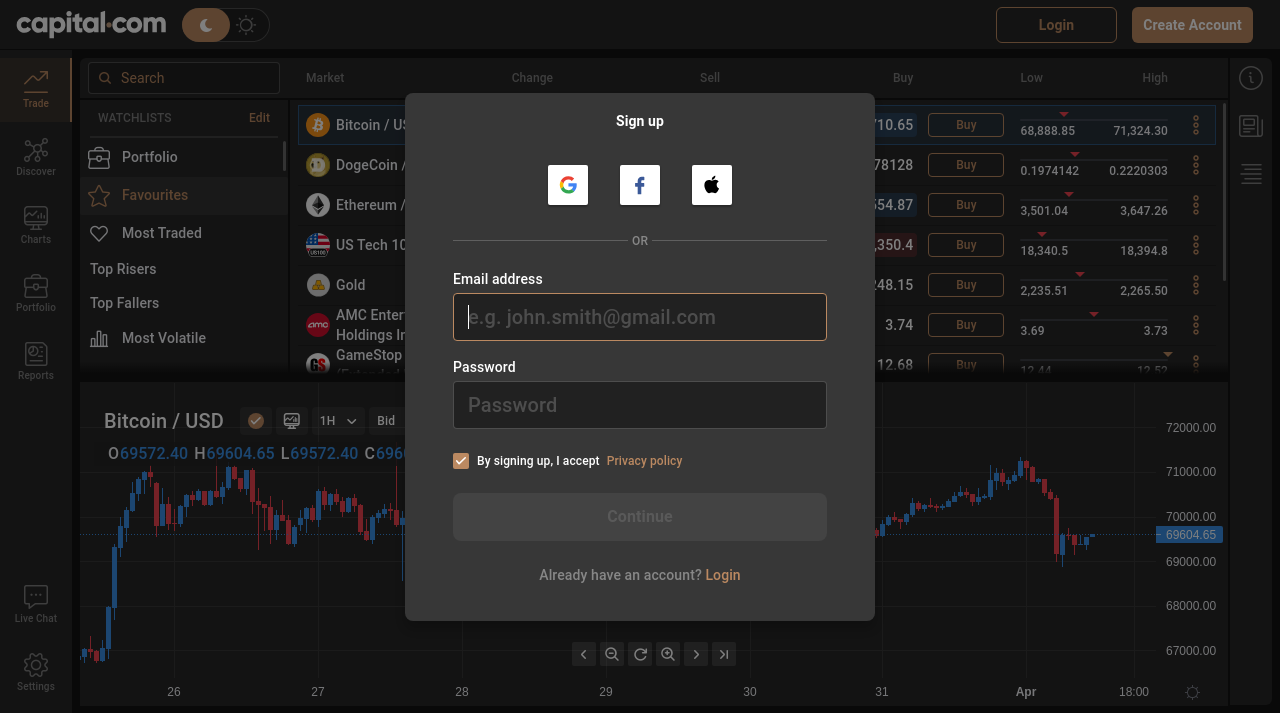 capital.com
Login
Create Account
Trade
Discover
Charts
Portfolio
Reports
Live Chat
Settings
Search
WATCHLISTS Edit
Portfolio
Favourites
Most Traded
Top Risers
Top Fallers
Most Volatile
Market Change Sell Buy Low High
Bitcoin / US 710.65 Buy 68,888.85 71,324.30
DogeCoin / 78128 Buy 0.1974142 0.2220303
Ethereum / 554.87 Buy 3,501.04 3,647.26
US Tech 10 ,350.4 Buy 18,340.5 18,394.8
Gold 248.15 Buy 2,235.51 2,265.50
AMC Enter
Holdings In 3.74 Buy 3.69 3.73
GameStop 12.68 Buy 12.44 12.52
Sign up
OR
Email address
e.g. john.smith@gmail.com
Password
Password
By signing up, I accept Privacy policy
Continue
Already have an account? Login
Bitcoin / USD 1H Bid
O69572.40 H69604.65 L69572.40 C696
72000.00
71000.00
70000.00
69604.65
69000.00
68000.00
67000.00
26 27 28 29 30 31 Apr 18:00